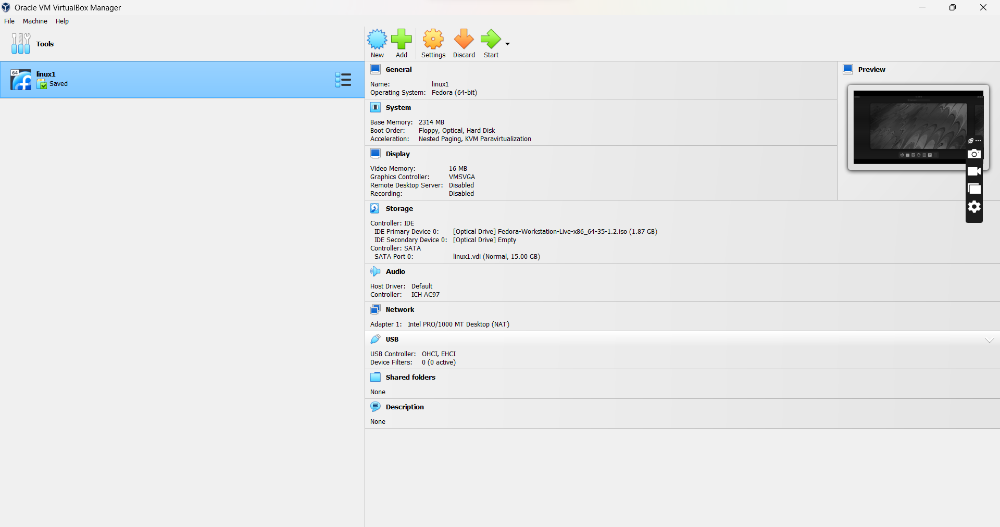 Oracle VM VirtualBox Manager
File Machine Help
Tools
New Add Settings Discard Start
64
linux1
Saved
General
Name: linux1
Operating System: Fedora (64-bit)
Preview
System
Base Memory: 2314 MB
Boot Order: Floppy, Optical, Hard Disk
Acceleration: Nested Paging, KVM Paravirtualization
Display
Video Memory: 16 MB
Graphics Controller: VMSVGA
Remote Desktop Server: Disabled
Recording: Disabled
Storage
Controller: IDE
IDE Primary Device 0: [Optical Drive] Fedora-Workstation-Live-x86_64-35-1.2.iso (1.87 GB)
IDE Secondary Device 0: [Optical Drive] Empty
Controller: SATA
SATA Port 0: linux1.vdi (Normal, 15.00 GB)
Audio
Host Driver: Default
Controller: ICH AC97
Network
Adapter 1: Intel PRO/1000 MT Desktop (NAT)
USB
USB Controller: OHCI, EHCI
Device Filters: 0 (0 active)
Shared folders
None
Description
None